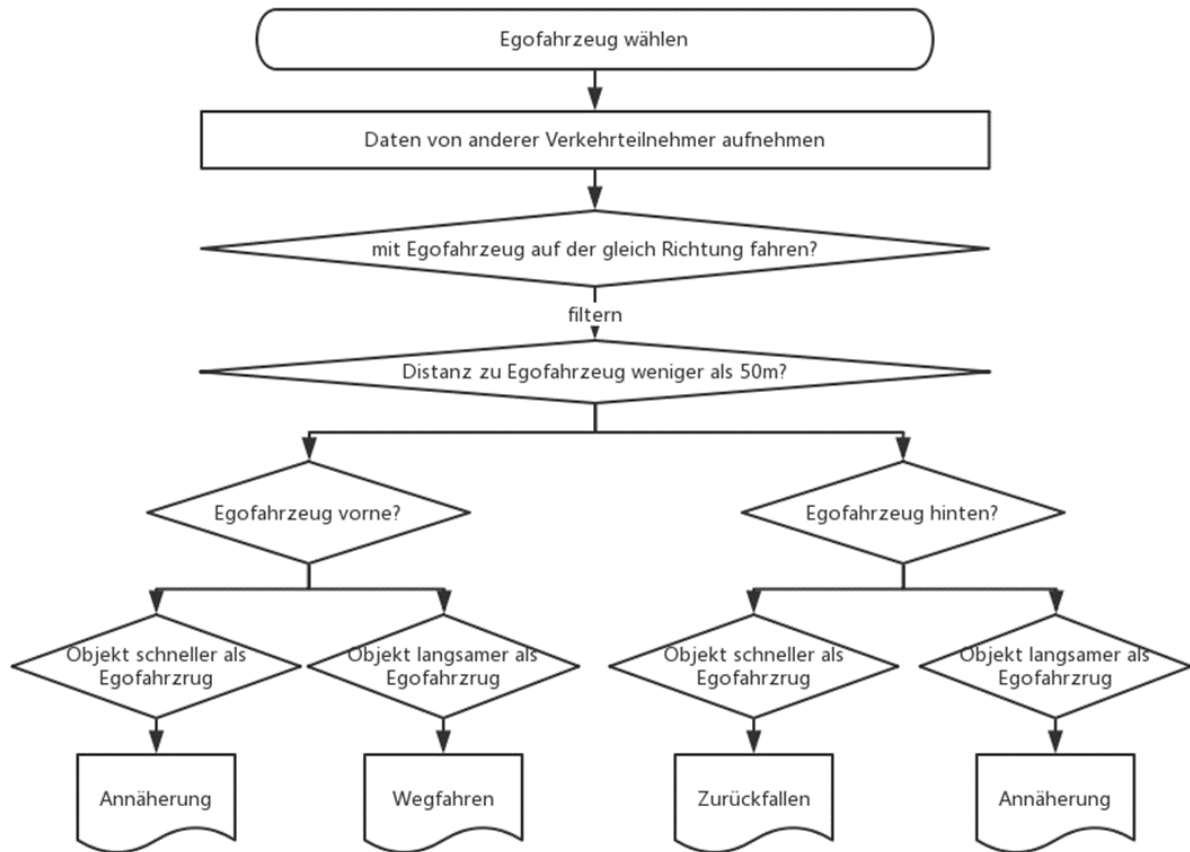 Egofahrzeug wählen
Daten von anderer Verkehrteilnehmer aufnehmen
mit Egofahrzeug auf der gleich Richtung fahren?
filtern
Distanz zu Egofahrzeug weniger als 50m?
Egofahrzeug vorne?
Egofahrzeug hinten?
Objekt schneller als
Egofahrzrug
Objekt langsamer als
Egofahrzrug
Objekt schneller als
Egofahrzrug
Objekt langsamer als
Egofahrzrug
Annäherung
Wegfahren
Zurückfallen
Annäherung